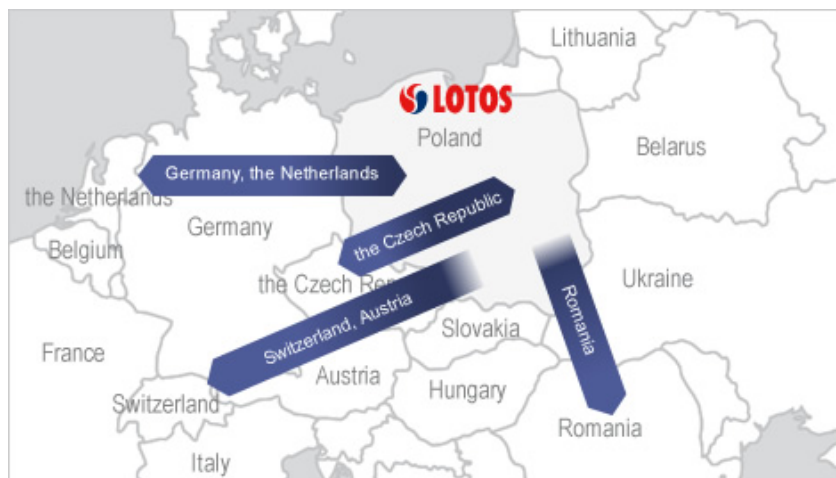 Lithuania
LOTOS
Poland
Belarus
Germany, the Netherlands
the Netherlands
Germany
the Czech Republic
Belgium
the Czech Rep
Ukraine
Switzerland, Austria
Romania
Slovakia
France
Austria
Hungary
Switzerland
Romania
Italy